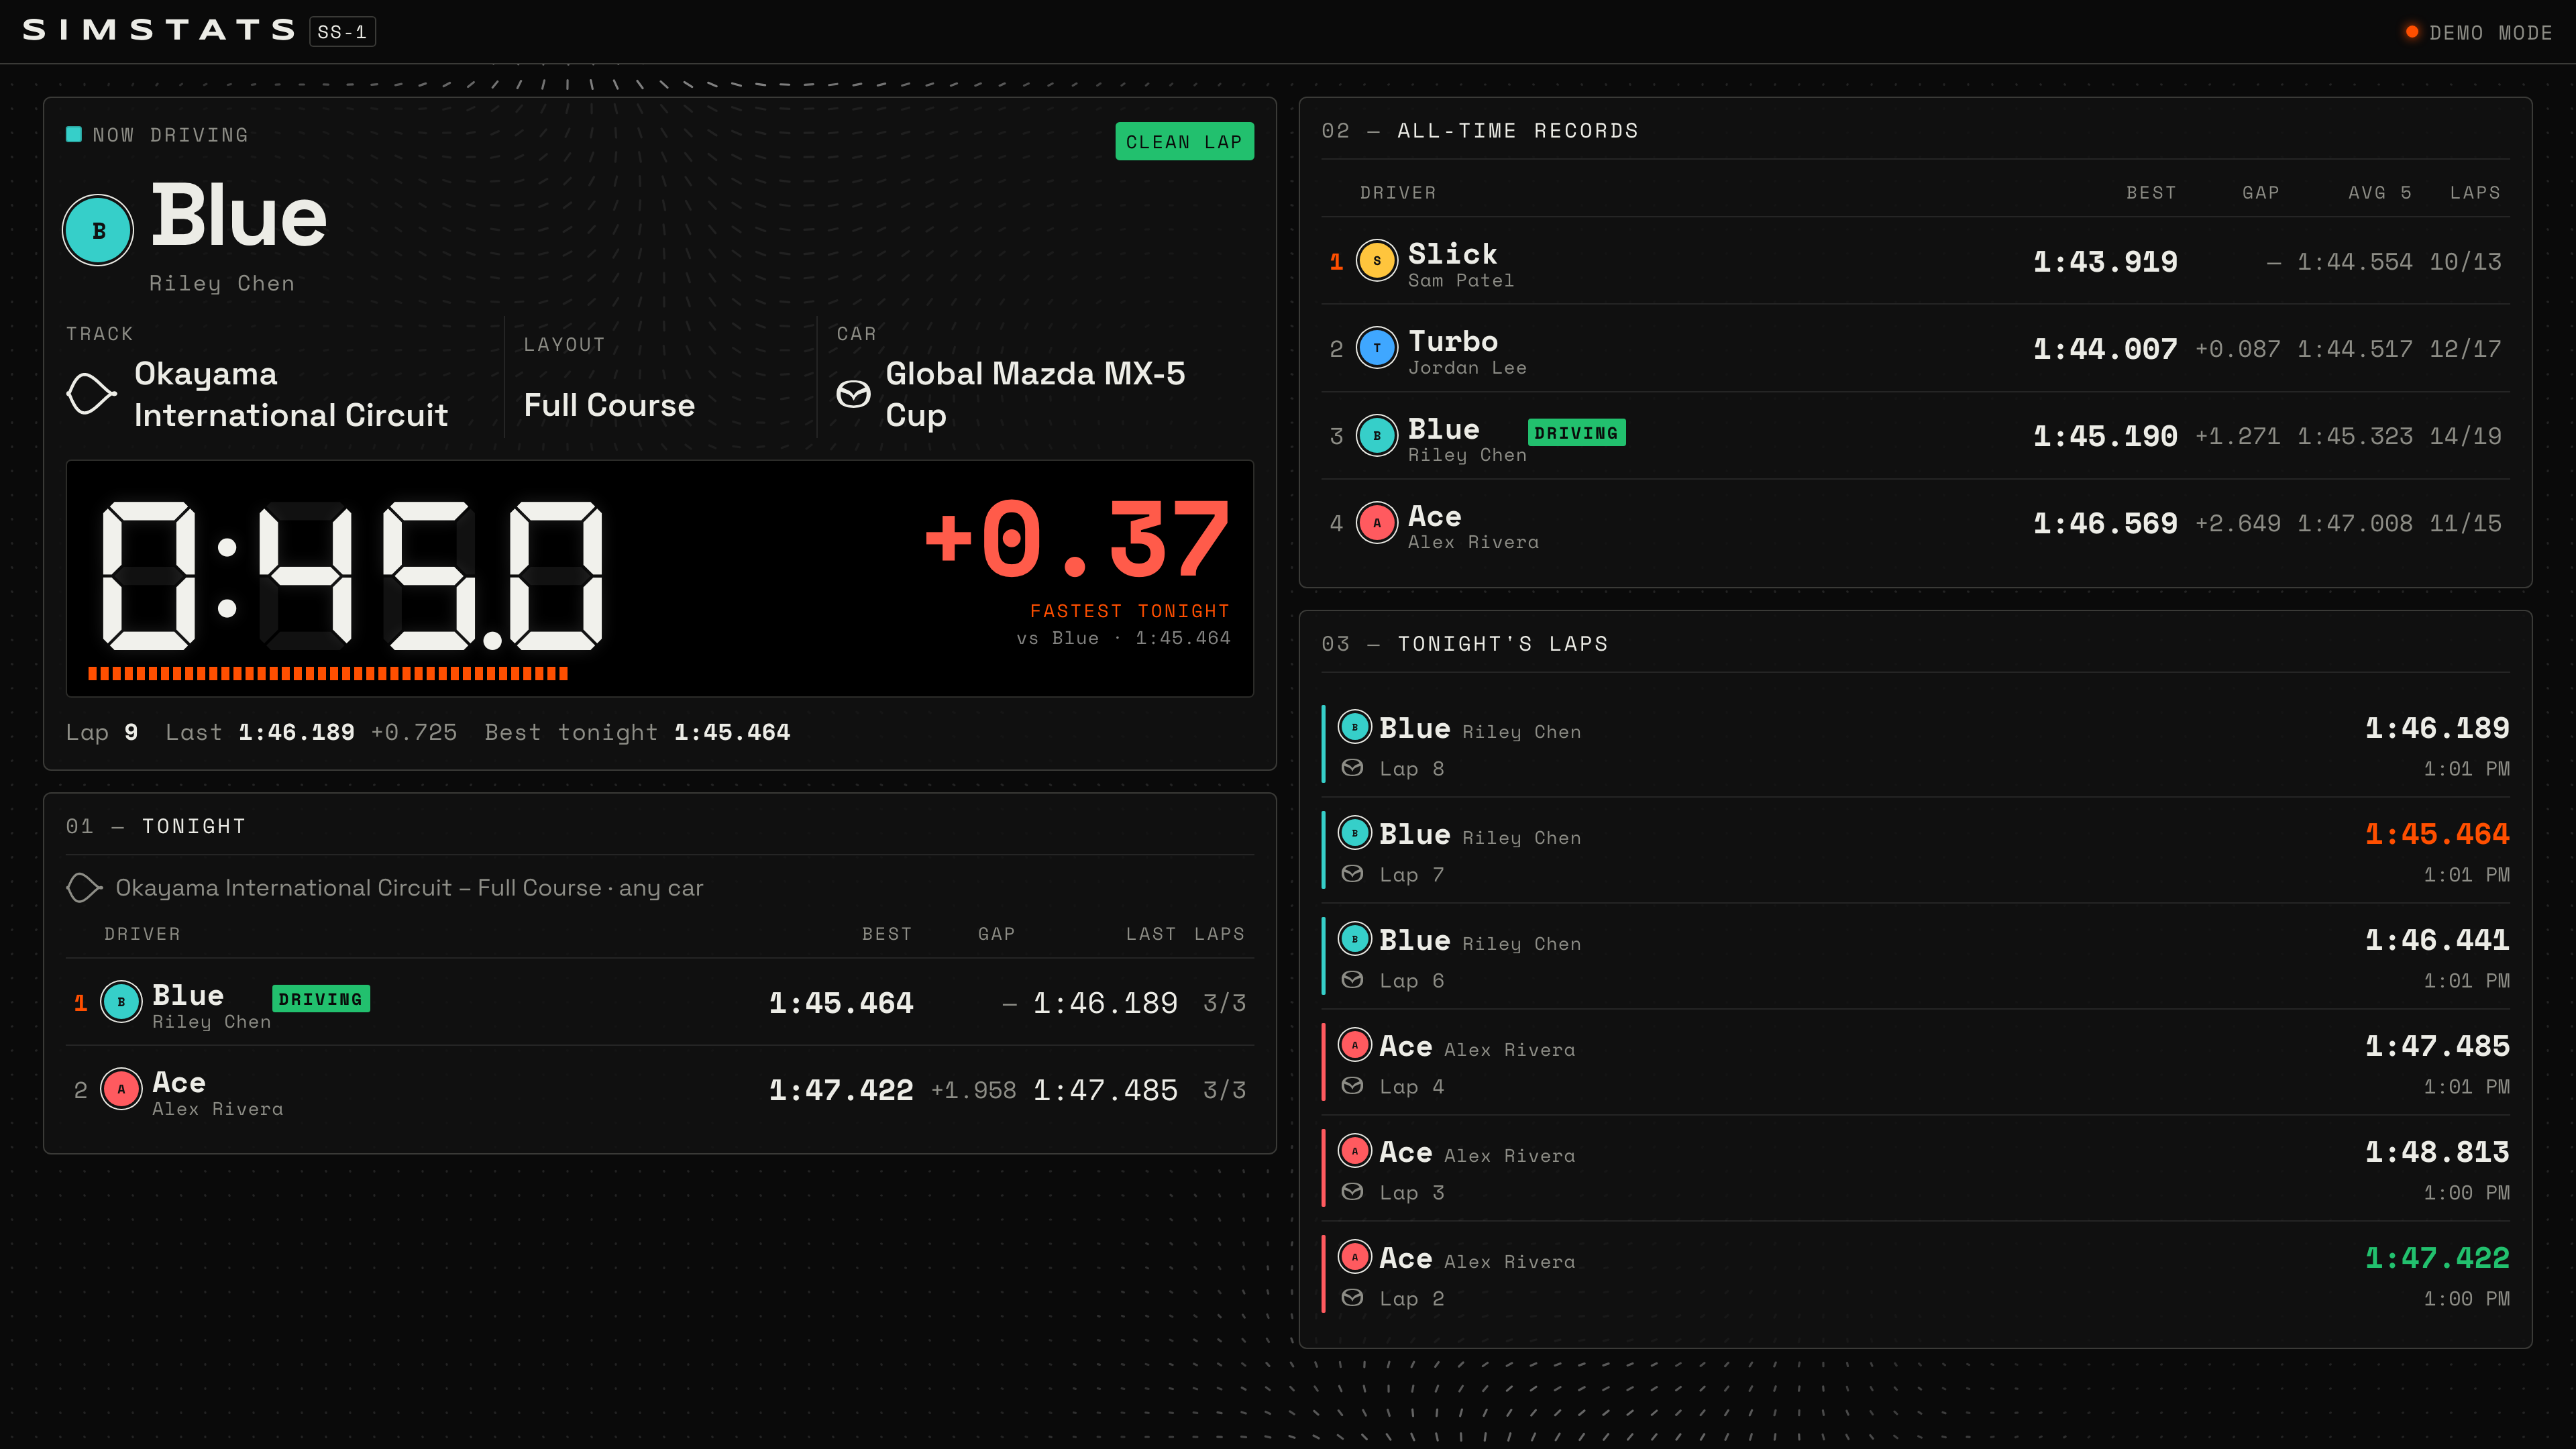 SIMSTATS SS-1
DEMO MODE
NOW DRIVING
CLEAN LAP
B
Blue
Riley Chen
TRACK
Okayama
International Circuit
LAYOUT
Full Course
CAR
Global Mazda MX-5
Cup
0:45.0
+0.37
FASTEST TONIGHT
vs Blue · 1:45.464
Lap 9 Last 1:46.189 +0.725 Best tonight 1:45.464
01 — TONIGHT
Okayama International Circuit – Full Course · any car
DRIVER BEST GAP LAST LAPS
1 B Blue DRIVING 1:45.464 — 1:46.189 3/3
Riley Chen
2 A Ace 1:47.422 +1.958 1:47.485 3/3
Alex Rivera
02 — ALL-TIME RECORDS
DRIVER BEST GAP AVG 5 LAPS
1 S Slick 1:43.919 — 1:44.554 10/13
Sam Patel
2 T Turbo 1:44.007 +0.087 1:44.517 12/17
Jordan Lee
3 B Blue DRIVING 1:45.190 +1.271 1:45.323 14/19
Riley Chen
4 A Ace 1:46.569 +2.649 1:47.008 11/15
Alex Rivera
03 — TONIGHT'S LAPS
B Blue Riley Chen 1:46.189
Lap 8 1:01 PM
B Blue Riley Chen 1:45.464
Lap 7 1:01 PM
B Blue Riley Chen 1:46.441
Lap 6 1:01 PM
A Ace Alex Rivera 1:47.485
Lap 4 1:01 PM
A Ace Alex Rivera 1:48.813
Lap 3 1:00 PM
A Ace Alex Rivera 1:47.422
Lap 2 1:00 PM